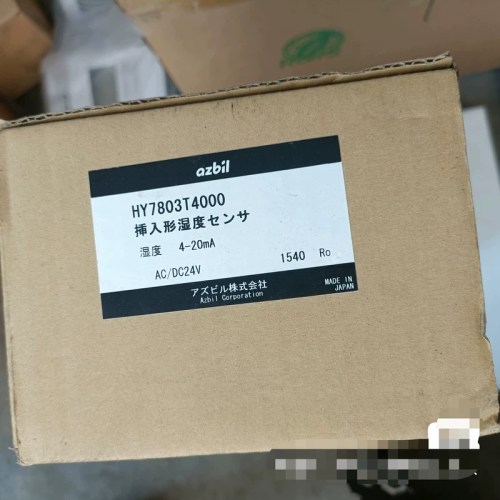 azbil
HY7803T4000
挿入形湿度センサ
湿度 4-20mA
AC/DC24V 1540 Ro
アズビル株式会社
Azbil Corporation
MADE IN
JAPAN